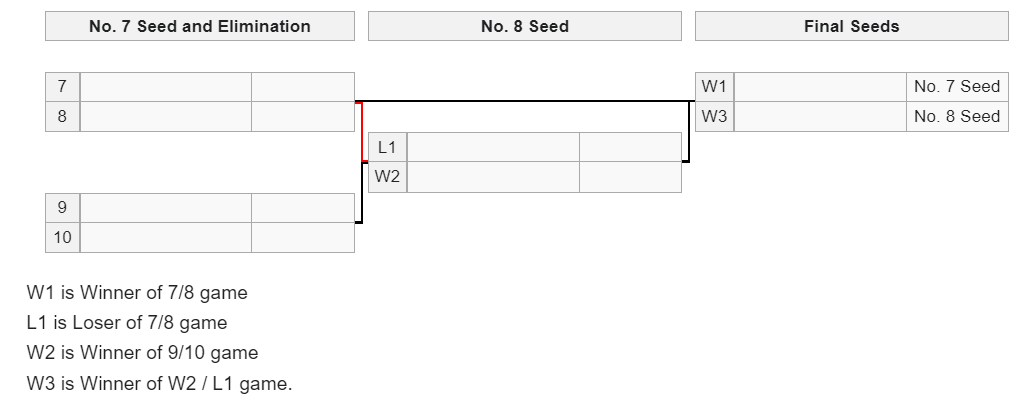 No. 7 Seed and Elimination
No. 8 Seed
Final Seeds
7
8
W1 No. 7 Seed
W3 No. 8 Seed
L1
W2
9
10
W1 is Winner of 7/8 game
L1 is Loser of 7/8 game
W2 is Winner of 9/10 game
W3 is Winner of W2 / L1 game.